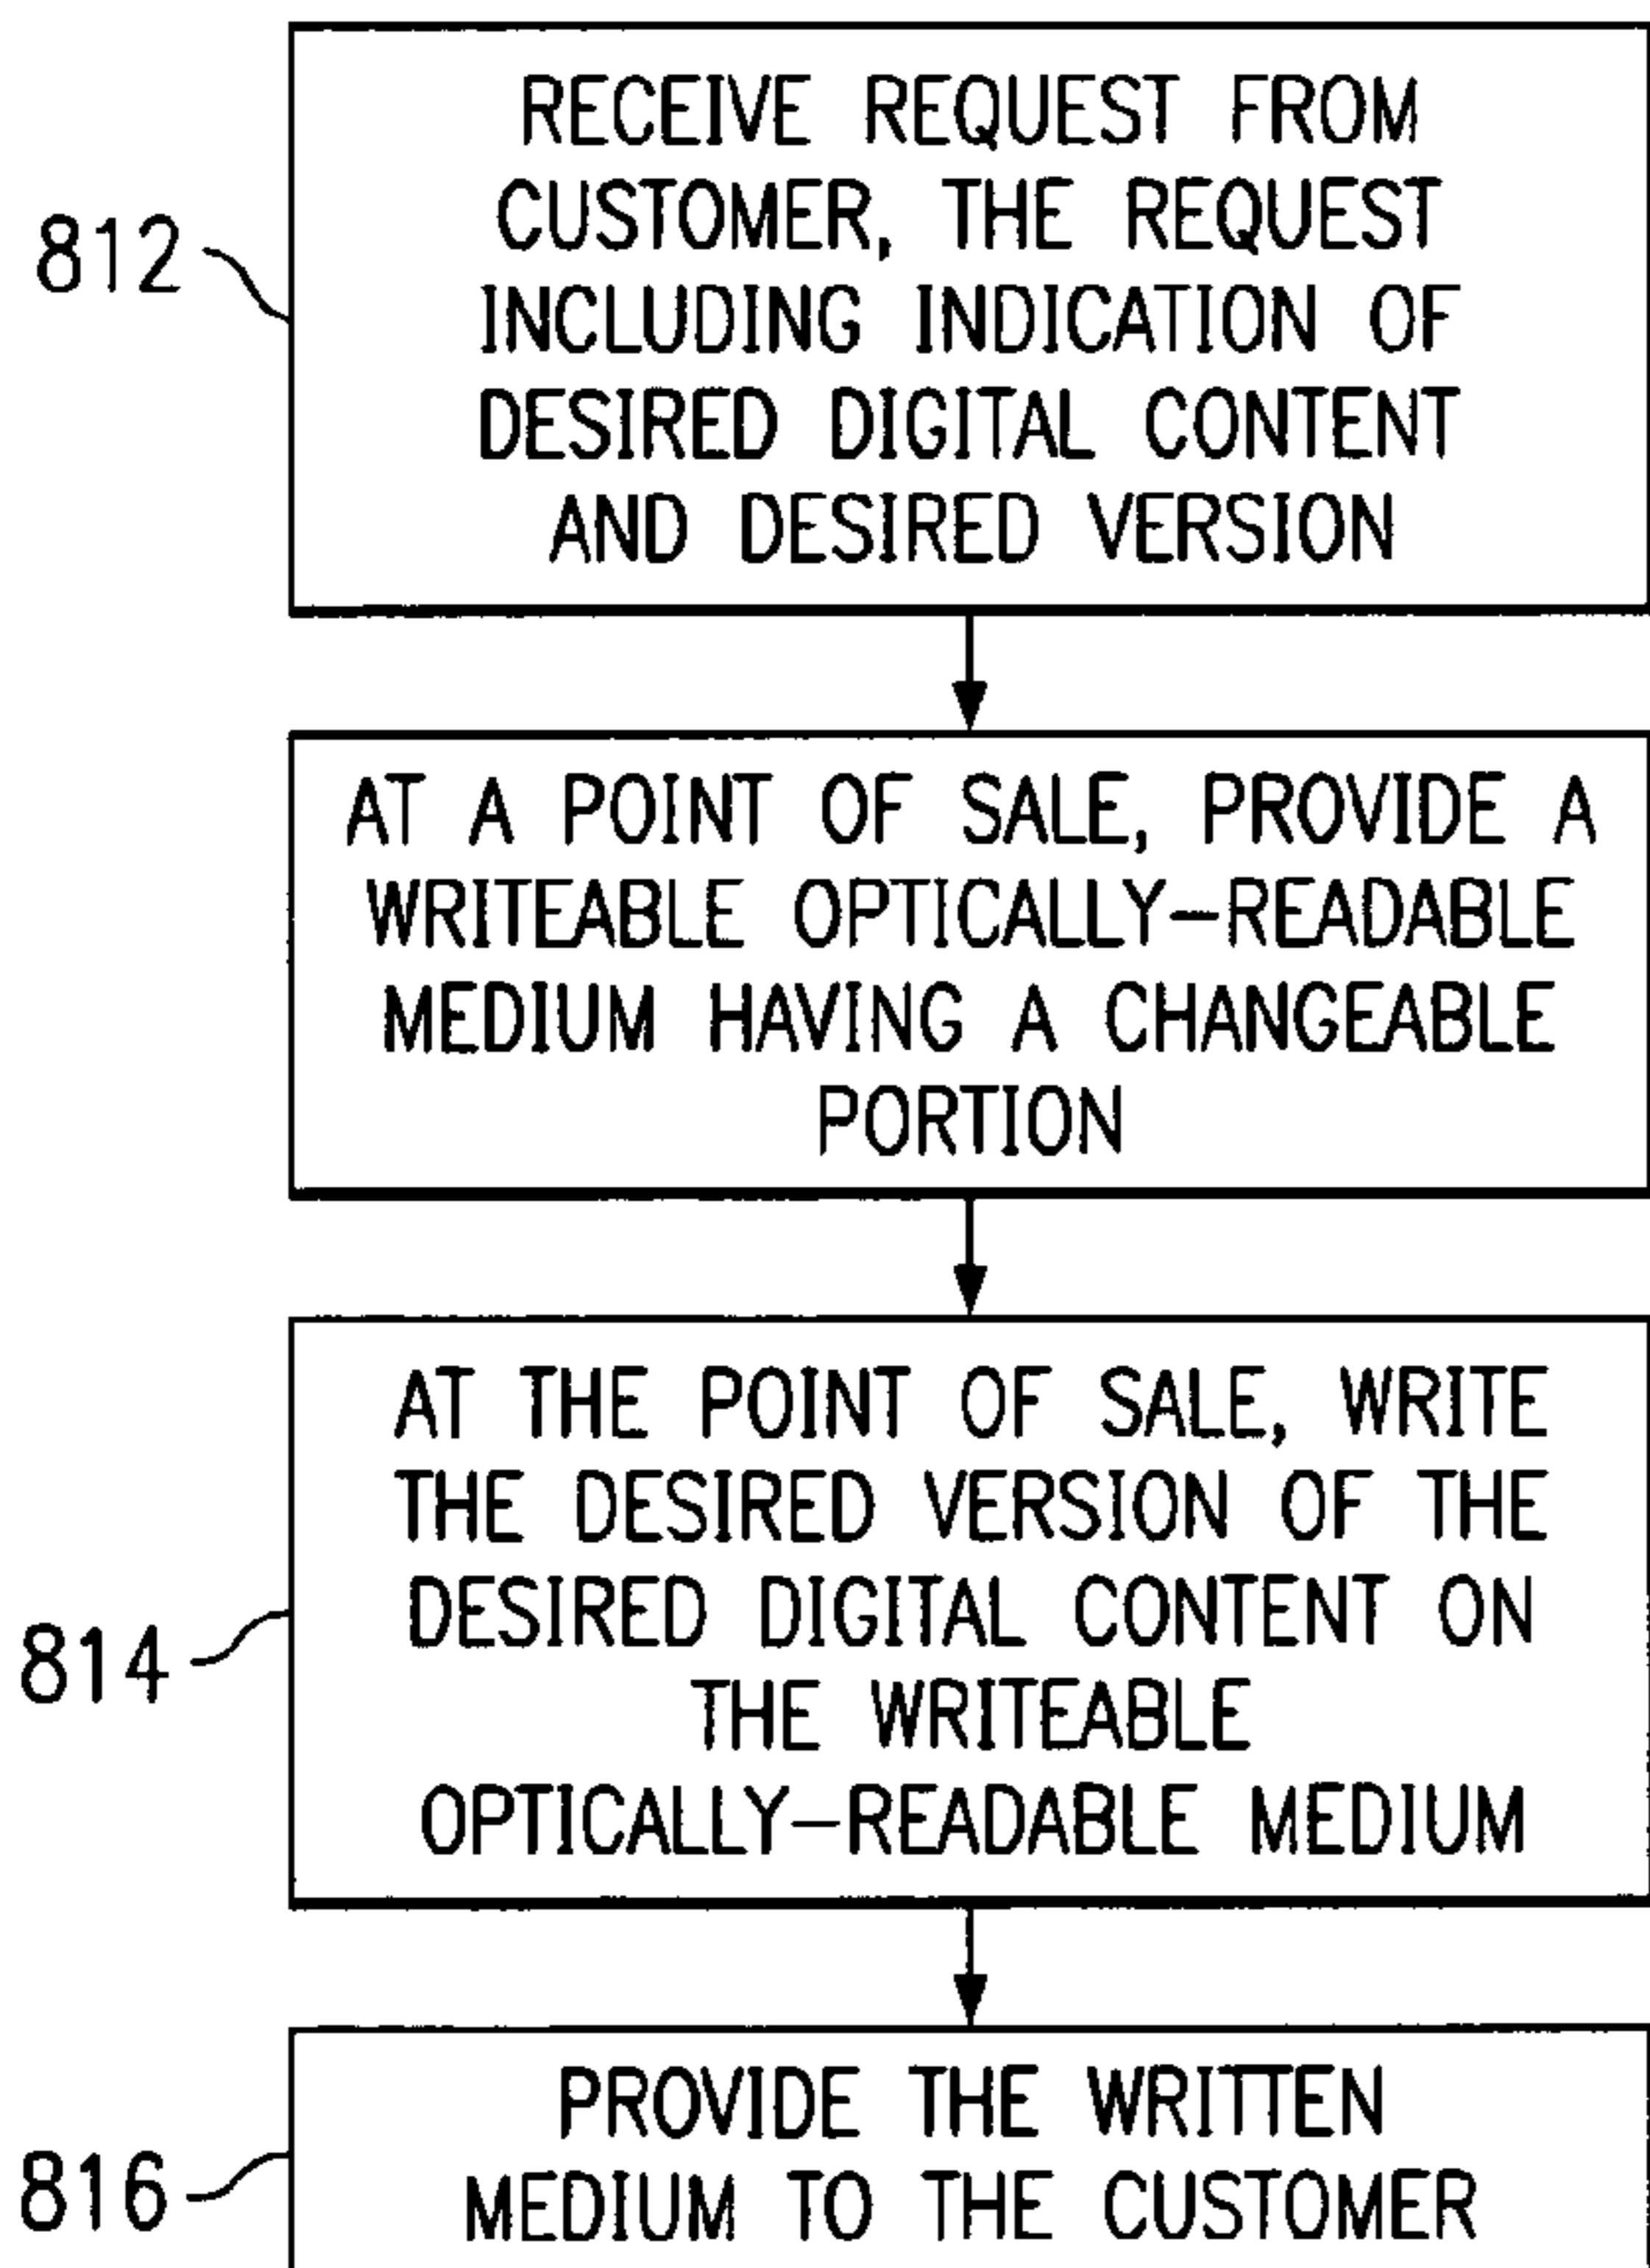 RECEIVE REQUEST FROM
CUSTOMER, THE REQUEST
812
INCLUDING INDICATION OF
DESIRED DIGITAL CONTENT
AND DESIRED VERSION
AT A POINT OF SALE, PROVIDE A
WRITEABLE OPTICALLY-READABLE
MEDIUM HAVING A CHANGEABLE
PORTION
AT THE POINT OF SALE, WRITE
THE DESIRED VERSION OF THE
DESIRED DIGITAL CONTENT ON
814
THE WRITEABLE
OPTICALLY-READABLE MEDIUM
PROVIDE THE WRITTEN
816
MEDIUM TO THE CUSTOMER